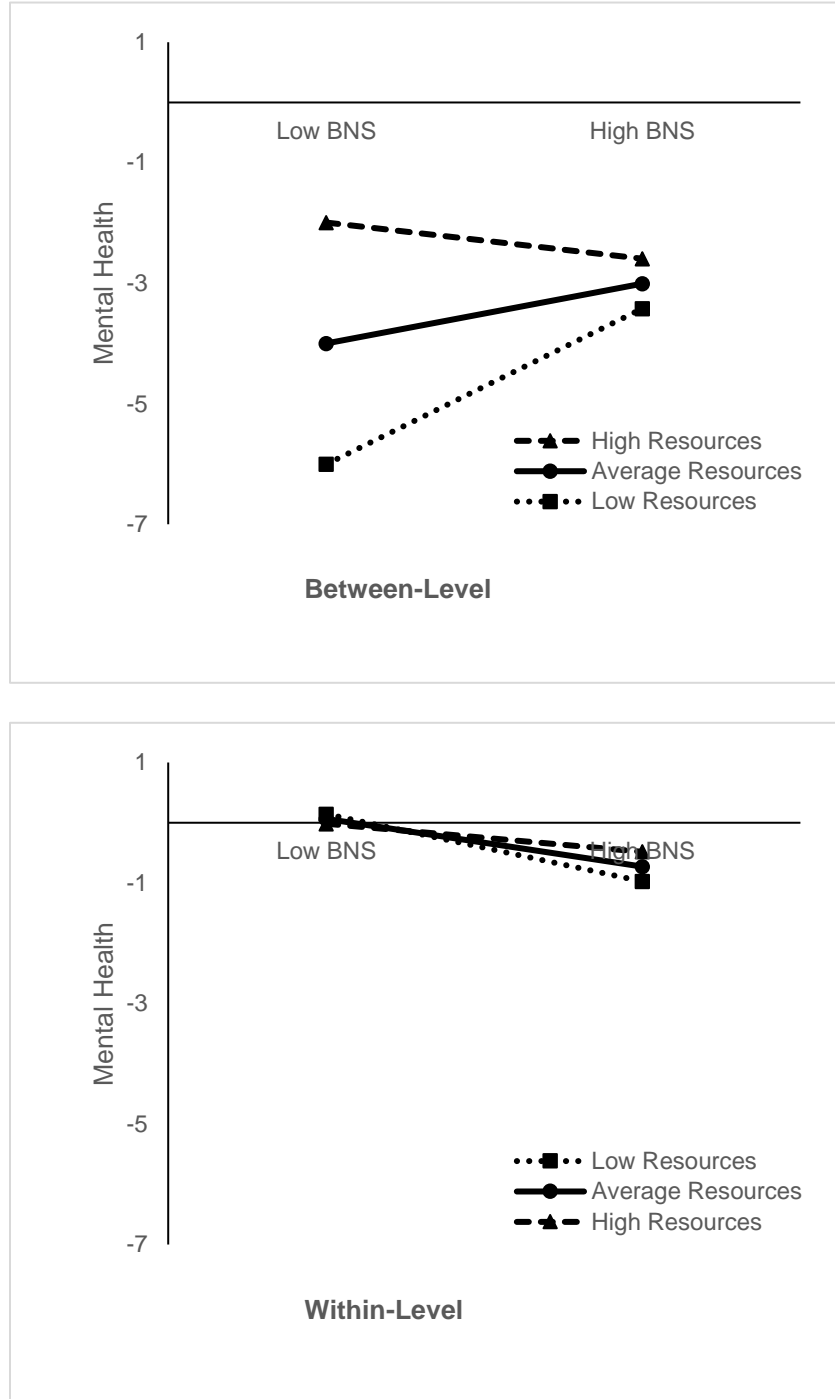 1
Low BNS High BNS
-1
Mental Health
-3
-5
High Resources
Average Resources
Low Resources
-7
Between-Level
1
Low BNS High BNS
-1
Mental Health
-3
-5
Low Resources
Average Resources
High Resources
-7
Within-Level